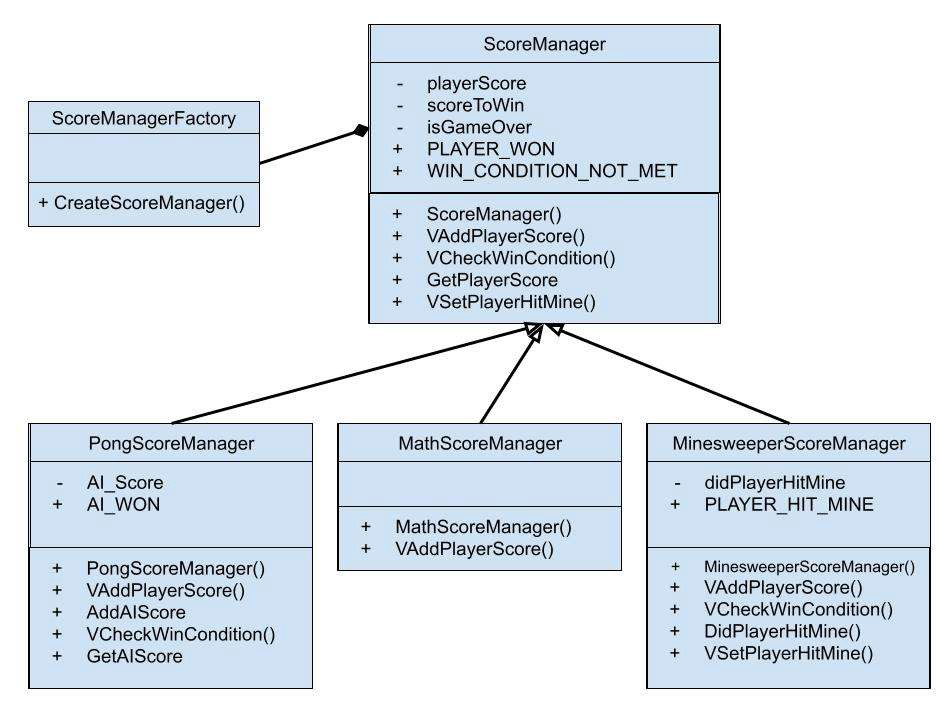 ScoreManager
- playerScore
- scoreToWin
- isGameOver
+ PLAYER_WON
+ WIN_CONDITION_NOT_MET
+ ScoreManager()
+ VAddPlayerScore()
+ VCheckWinCondition()
+ GetPlayerScore
+ VSetPlayerHitMine()
ScoreManagerFactory
+ CreateScoreManager()
PongScoreManager
- AI_Score
+ AI_WON
+ PongScoreManager()
+ VAddPlayerScore()
+ AddAIScore
+ VCheckWinCondition()
+ GetAIScore
MathScoreManager
+ MathScoreManager()
+ VAddPlayerScore()
MinesweeperScoreManager
- didPlayerHitMine
+ PLAYER_HIT_MINE
+ MinesweeperScoreManager()
+ VAddPlayerScore()
+ VCheckWinCondition()
+ DidPlayerHitMine()
+ VSetPlayerHitMine()